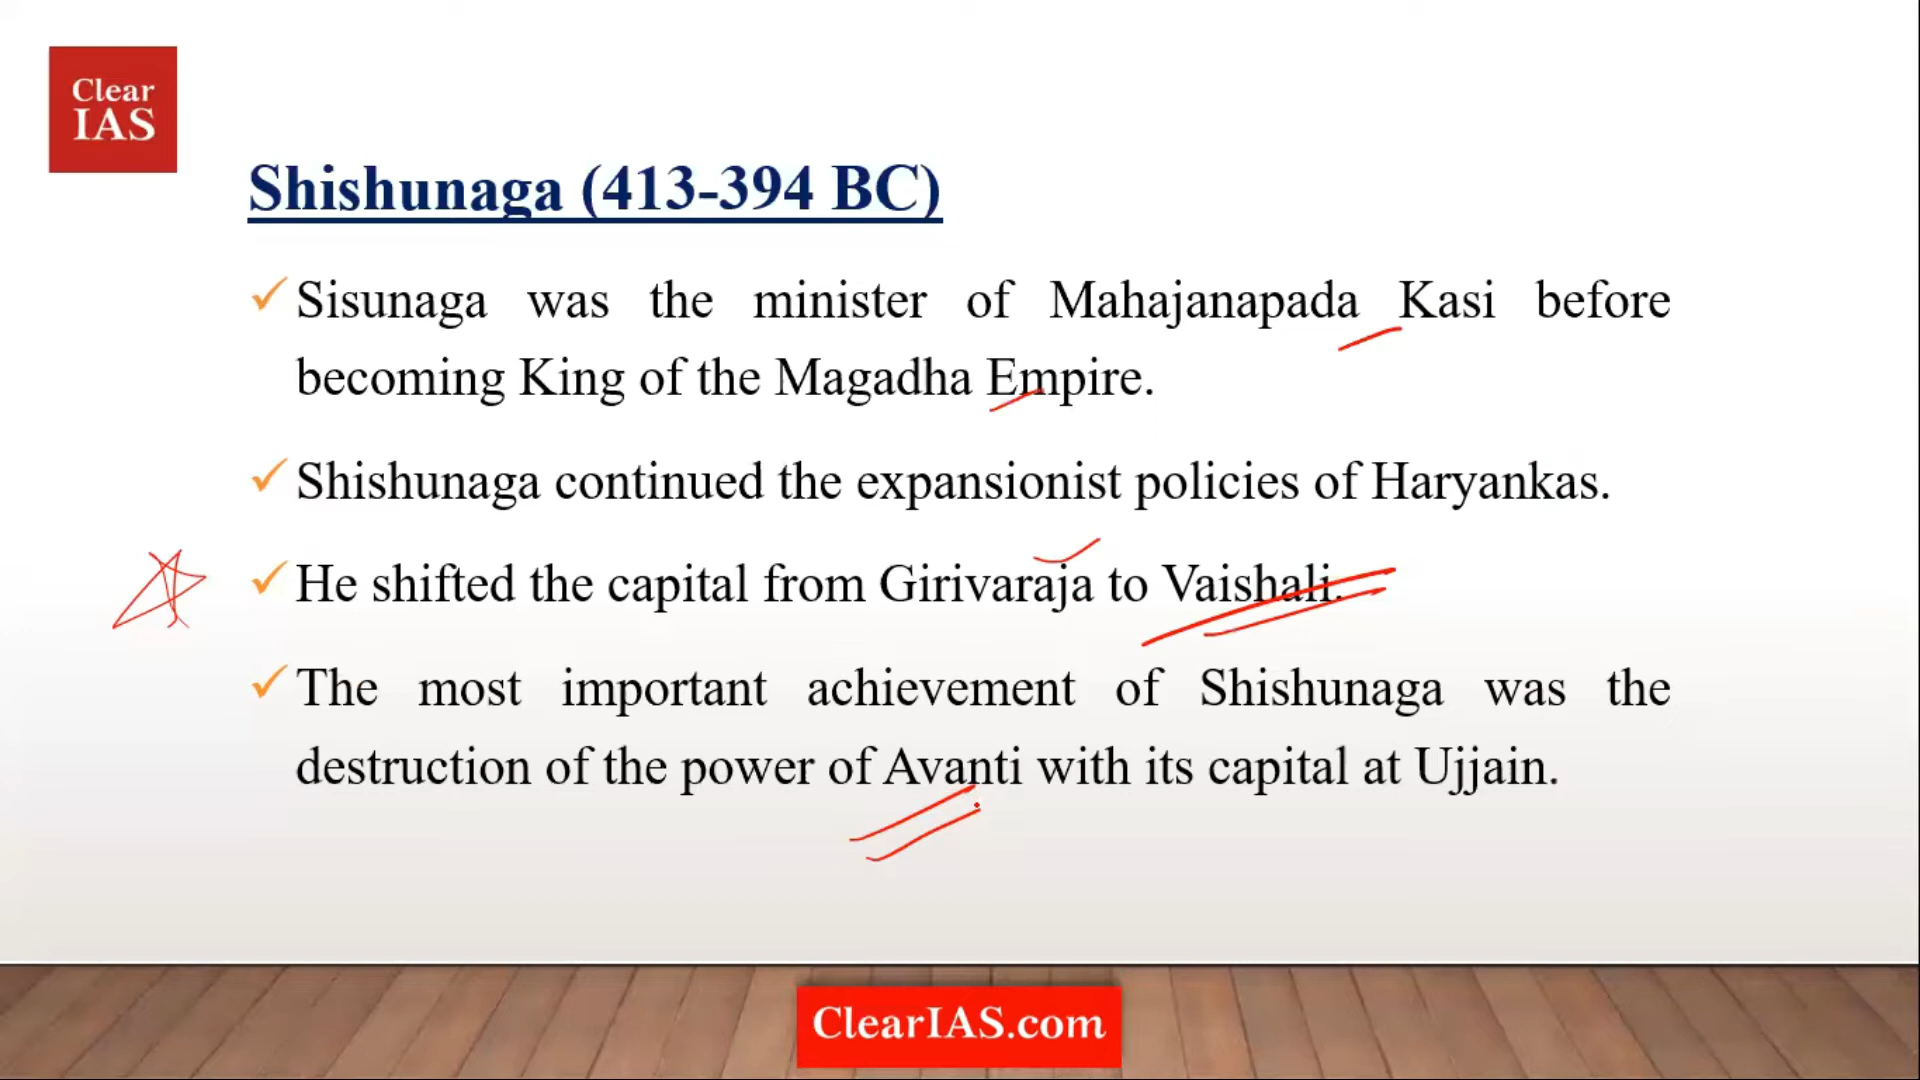 Clear
IAS
Shishunaga (413-394 BC)
Sisunaga was the minister of Mahajanapada Kasi before
becoming King of the Magadha Empire.
Shishunaga continued the expansionist policies of Haryankas.
He shifted the capital from Girivaraja to Vaishali.
The most important achievement of Shishunaga was the
destruction of the power of Avanti with its capital at Ujjain.
ClearIAS.com